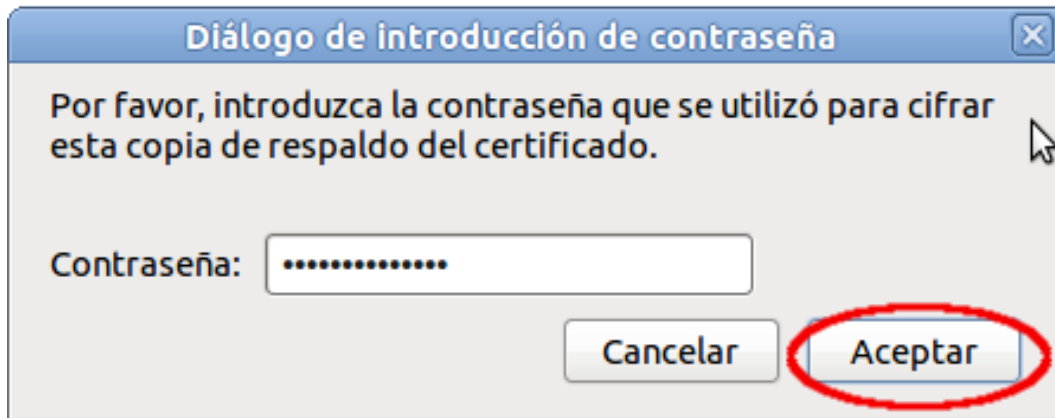 Diálogo de introducción de contraseña
Por favor, introduzca la contraseña que se utilizó para cifrar
esta copia de respaldo del certificado.
Contraseña: ••••••••••••••
Cancelar Aceptar